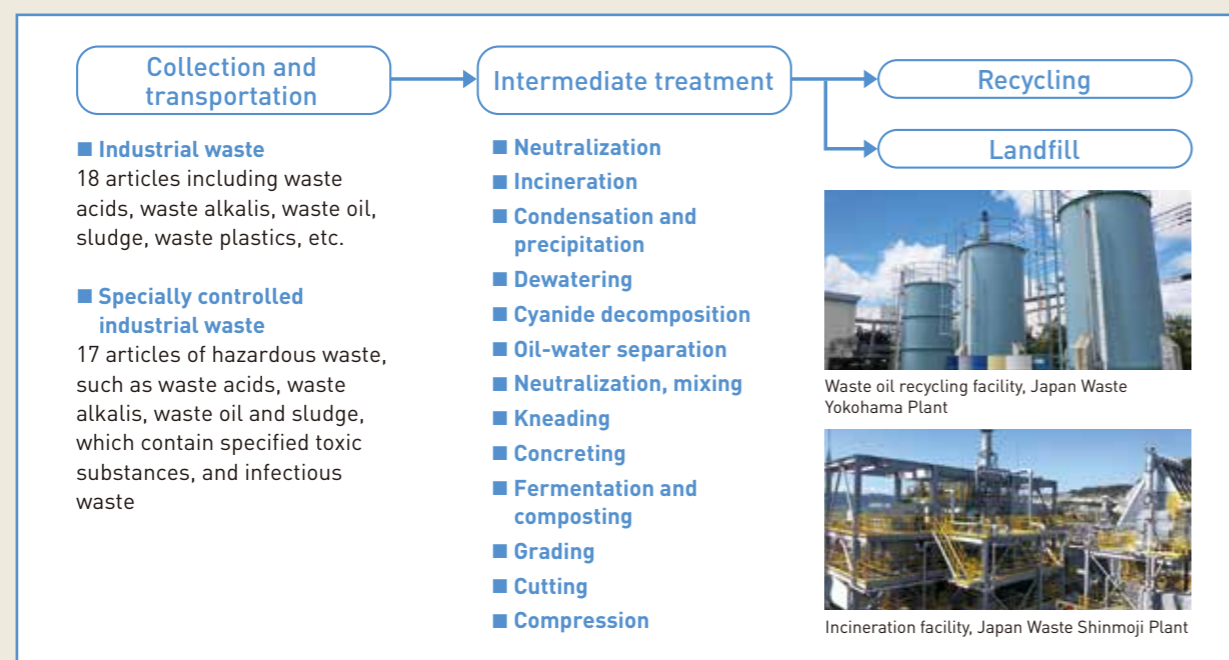 Collection and
transportation
Intermediate treatment
Recycling
Landfill
■ Industrial waste
18 articles including waste
acids, waste alkalis, waste oil,
sludge, waste plastics, etc.
■ Specially controlled
industrial waste
17 articles of hazardous waste,
such as waste acids, waste
alkalis, waste oil and sludge,
which contain specified toxic
substances, and infectious
waste
■ Neutralization
■ Incineration
■ Condensation and
precipitation
■ Dewatering
■ Cyanide decomposition
■ Oil-water separation
■ Neutralization, mixing
■ Kneading
■ Concreting
■ Fermentation and
composting
■ Grading
■ Cutting
■ Compression
Waste oil recycling facility, Japan Waste
Yokohama Plant
Incineration facility, Japan Waste Shinmoji Plant